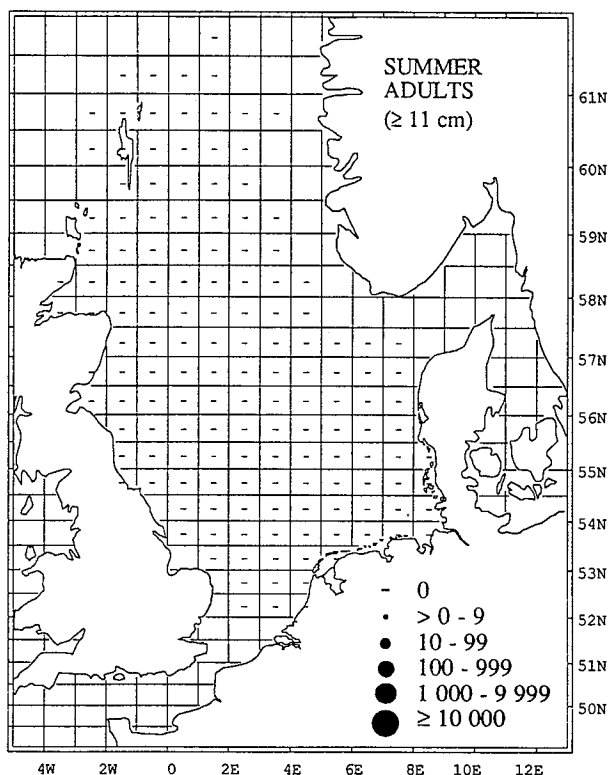 SUMMER
ADULTS
(≥ 11 cm)
61N
60N
59N
58N
57N
56N
55N
54N
53N
52N
51N
50N
- 0
> 0 - 9
10 - 99
100 - 999
1 000 - 9 999
≥ 10 000
4W 2W 0 2E 4E 6E 8E 10E 12E